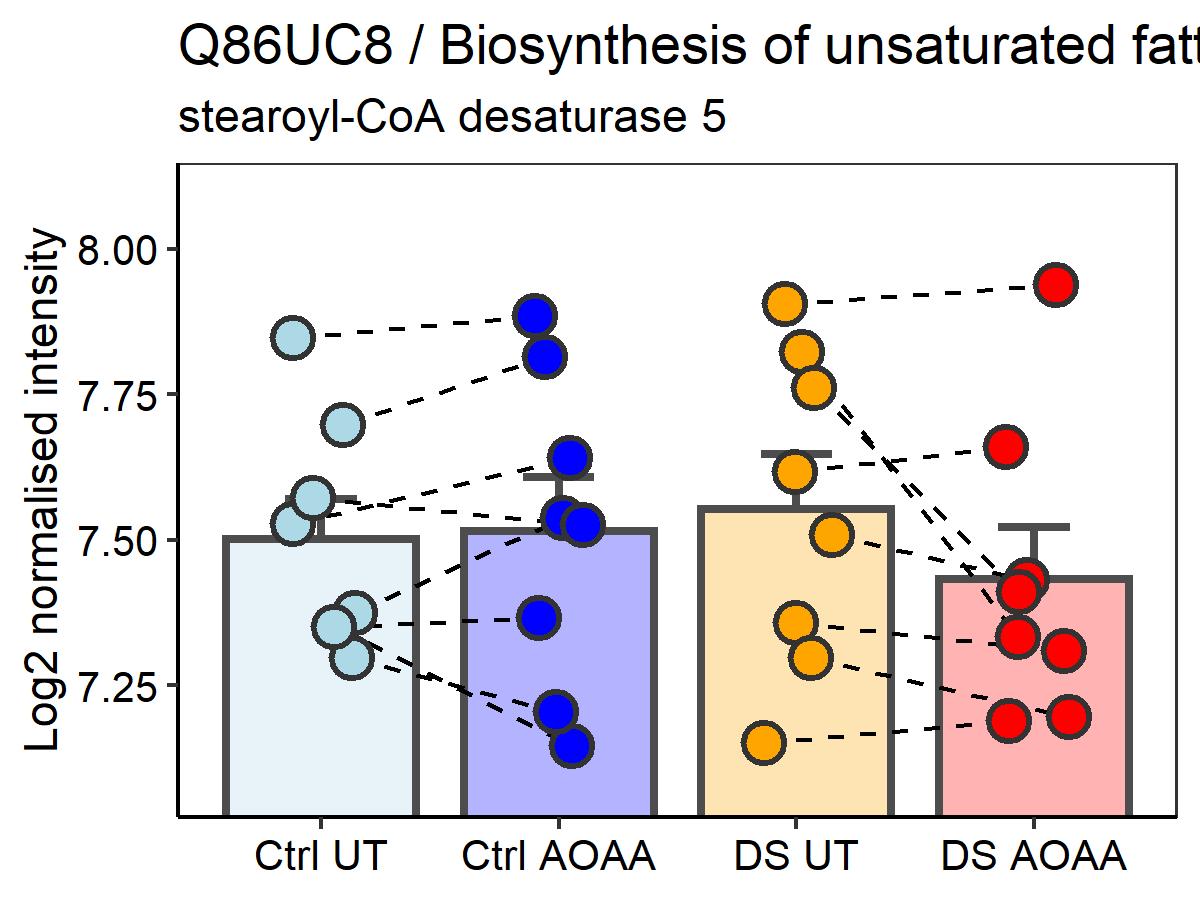 Q86UC8 / Biosynthesis of unsaturated fatt
stearoyl-CoA desaturase 5
Log2 normalised intensity
8.00
7.75
7.50
7.25
Ctrl UT
Ctrl AOAA
DS UT
DS AOAA